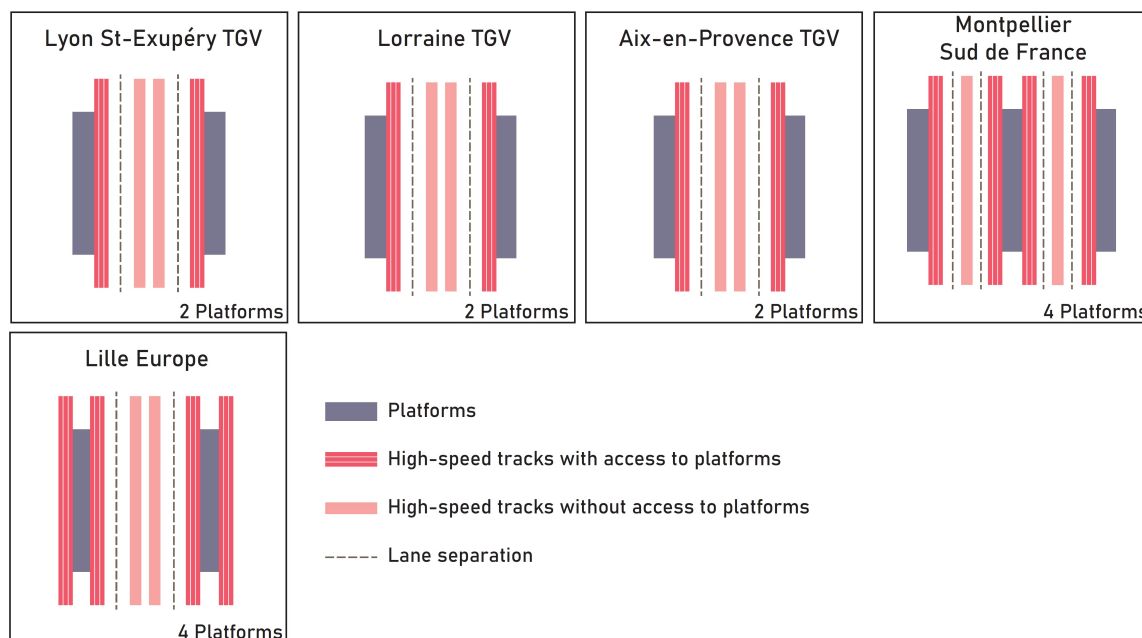 Lyon St-Exupéry TGV
2 Platforms
Lorraine TGV
2 Platforms
Aix-en-Provence TGV
2 Platforms
Montpellier
Sud de France
4 Platforms
Lille Europe
4 Platforms
Platforms
High-speed tracks with access to platforms
High-speed tracks without access to platforms
Lane separation